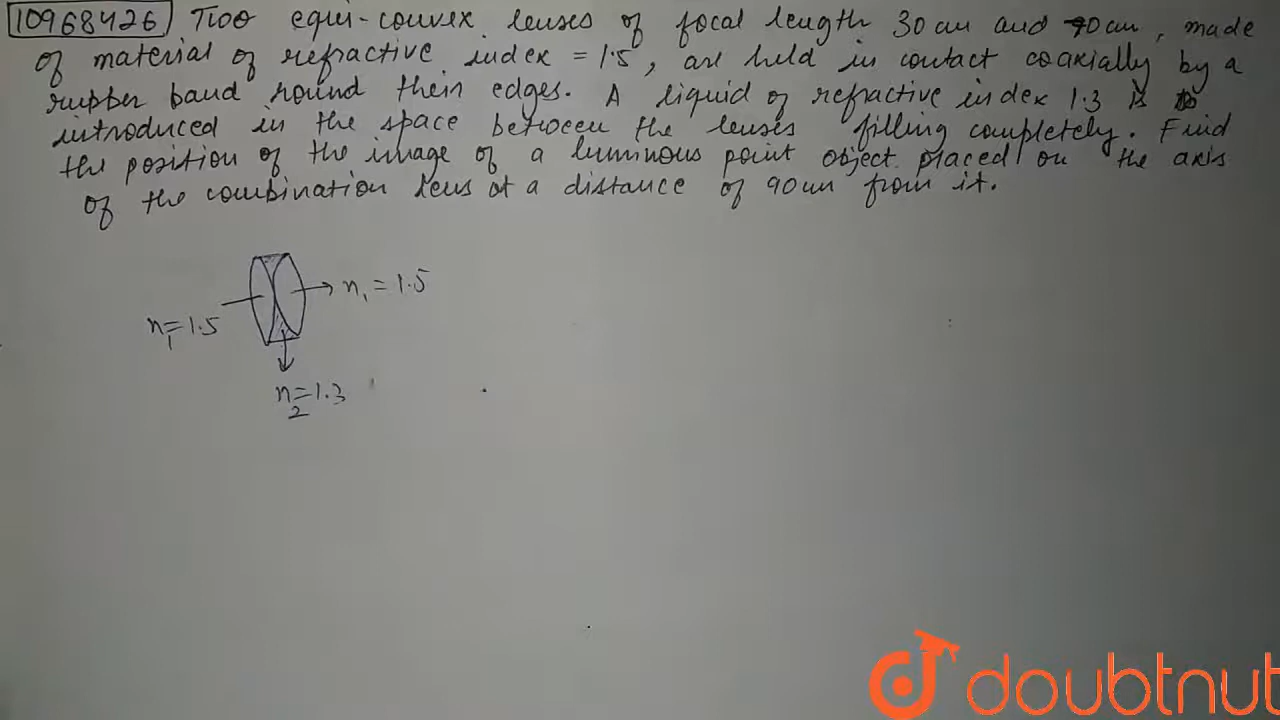 10968426 Two equi-convex lenses of focal length 30 cm and 70 cm, made
of material of refractive index = 1.5, are held in contact coaxially by a
rubber band round their edges. A liquid of refractive index 1.3 is
introduced in the space between the lenses filling completely. Find
the position of the image of a luminous point object placed on the axis
of the combination lens at a distance of 90 cm from it.
n1 = 1.5
n1 = 1.5
n2 = 1.3
doubtnut